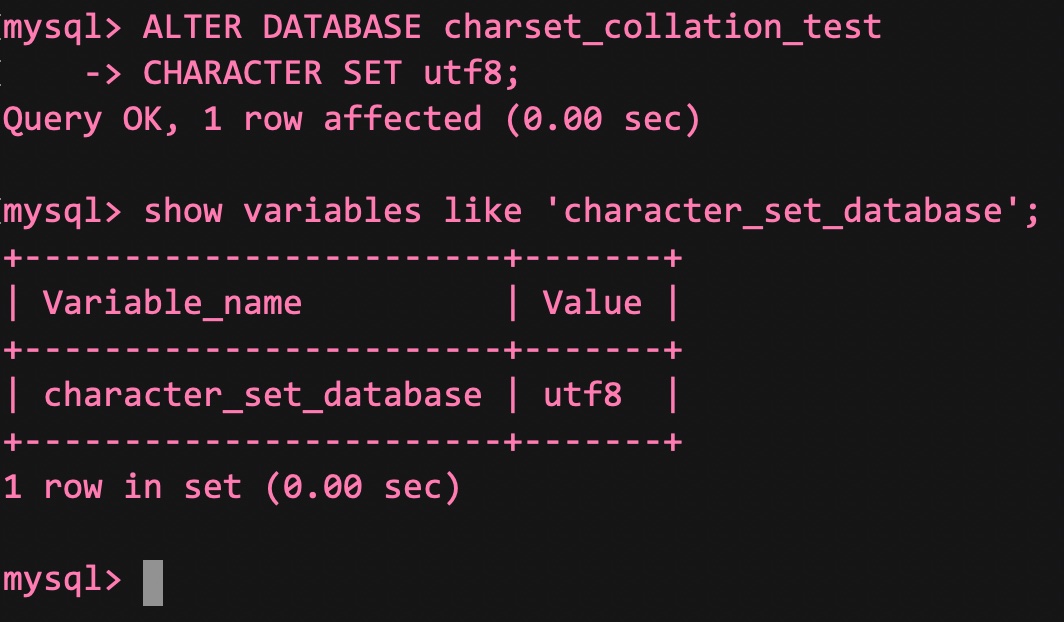 mysql> ALTER DATABASE charset_collation_test
    -> CHARACTER SET utf8;
Query OK, 1 row affected (0.00 sec)
mysql> show variables like 'character_set_database';
+------------------------+-------+
| Variable_name          | Value |
+------------------------+-------+
| character_set_database | utf8  |
+------------------------+-------+
1 row in set (0.00 sec)
mysql>